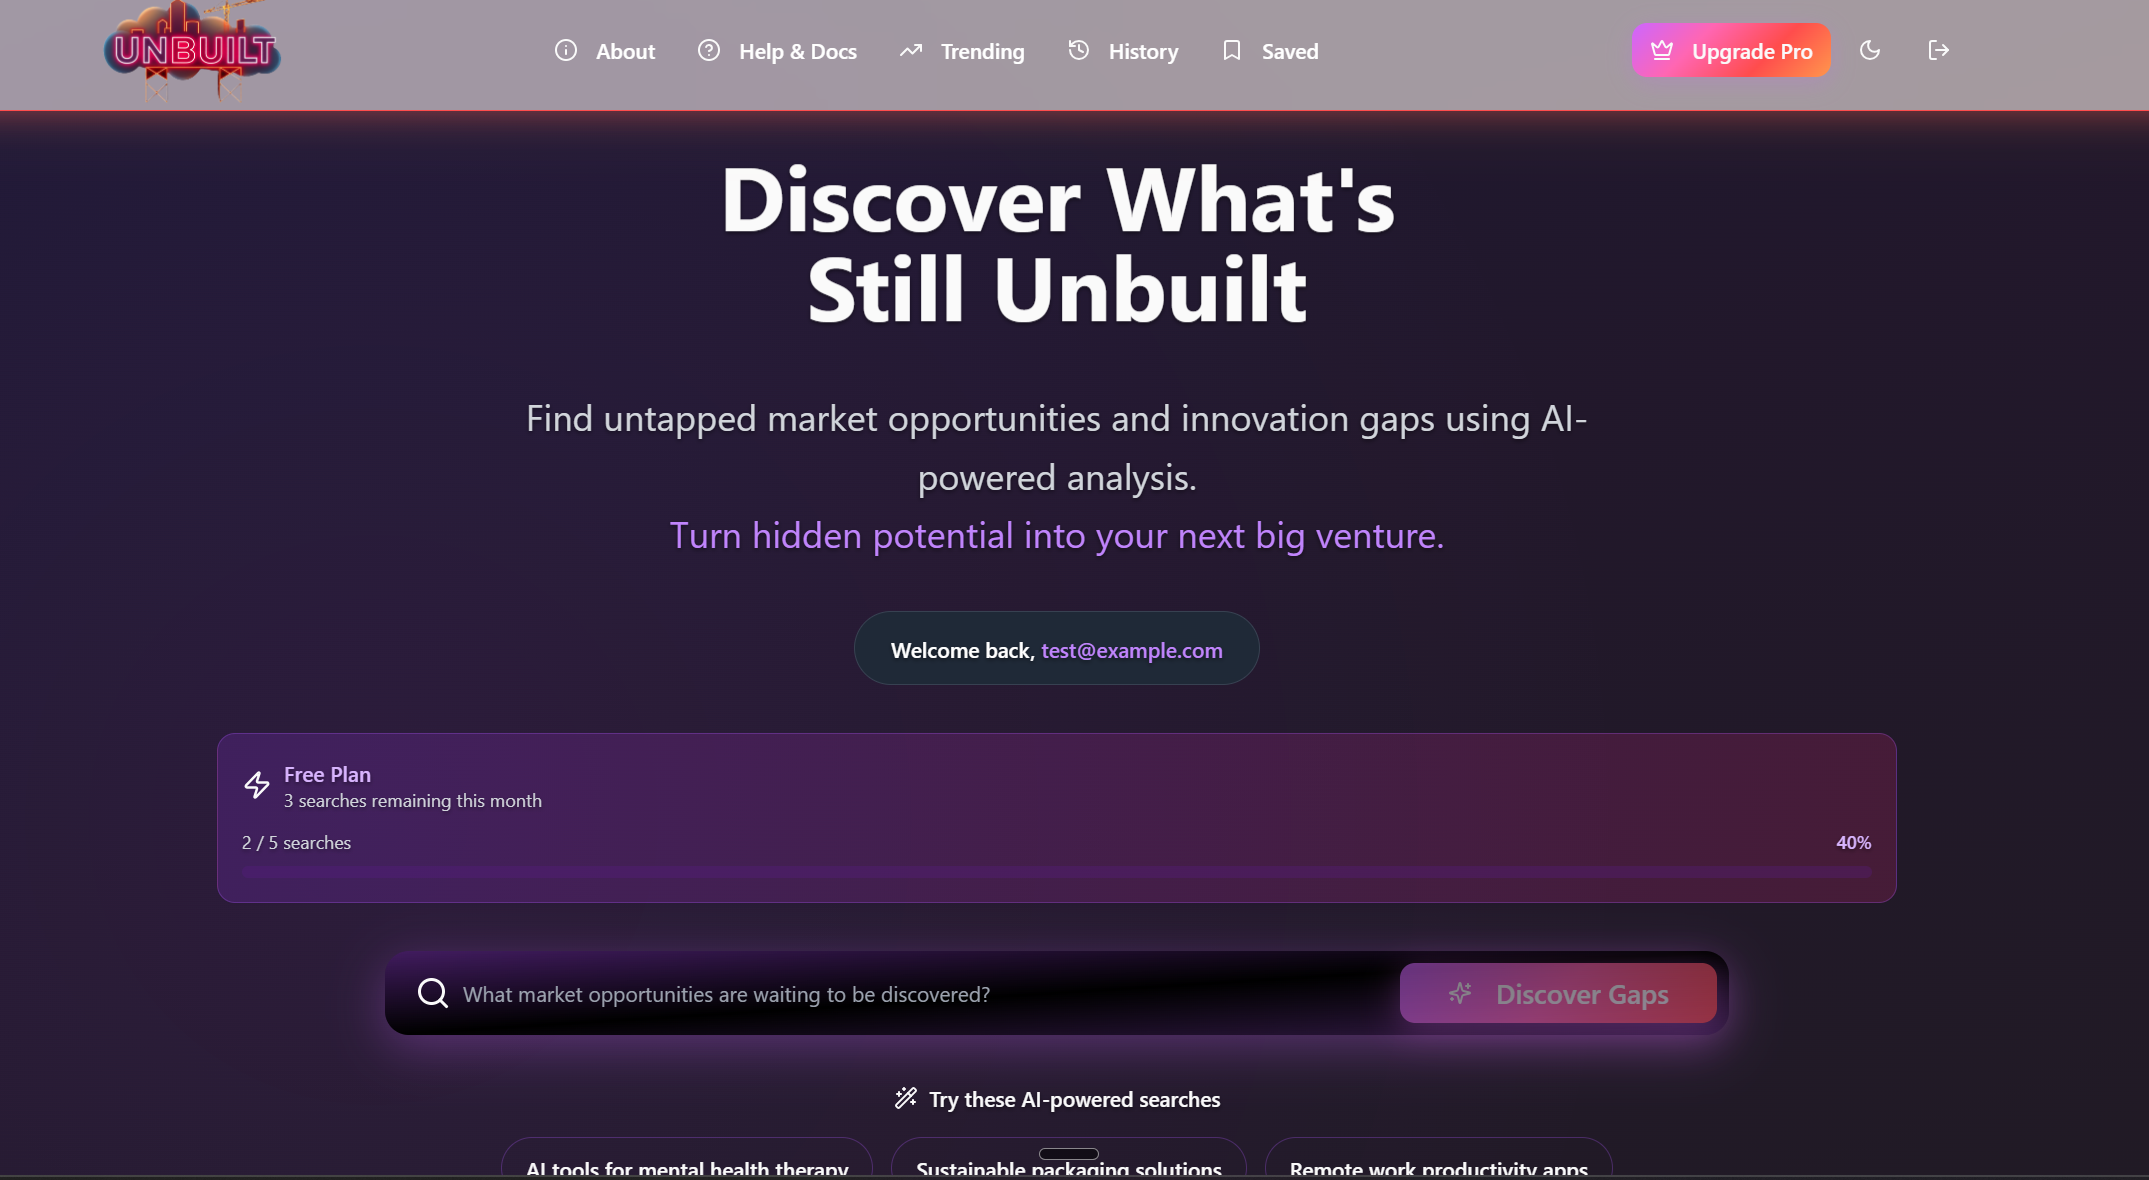 UNBUILT
About
Help & Docs
Trending
History
Saved
Upgrade Pro
Discover What's
Still Unbuilt
Find untapped market opportunities and innovation gaps using AI-
powered analysis.
Turn hidden potential into your next big venture.
Welcome back, test@example.com
Free Plan
3 searches remaining this month
2 / 5 searches
40%
What market opportunities are waiting to be discovered?
Discover Gaps
Try these AI-powered searches
AI tools for mental health therapy
Sustainable packaging solutions
Remote work productivity apps